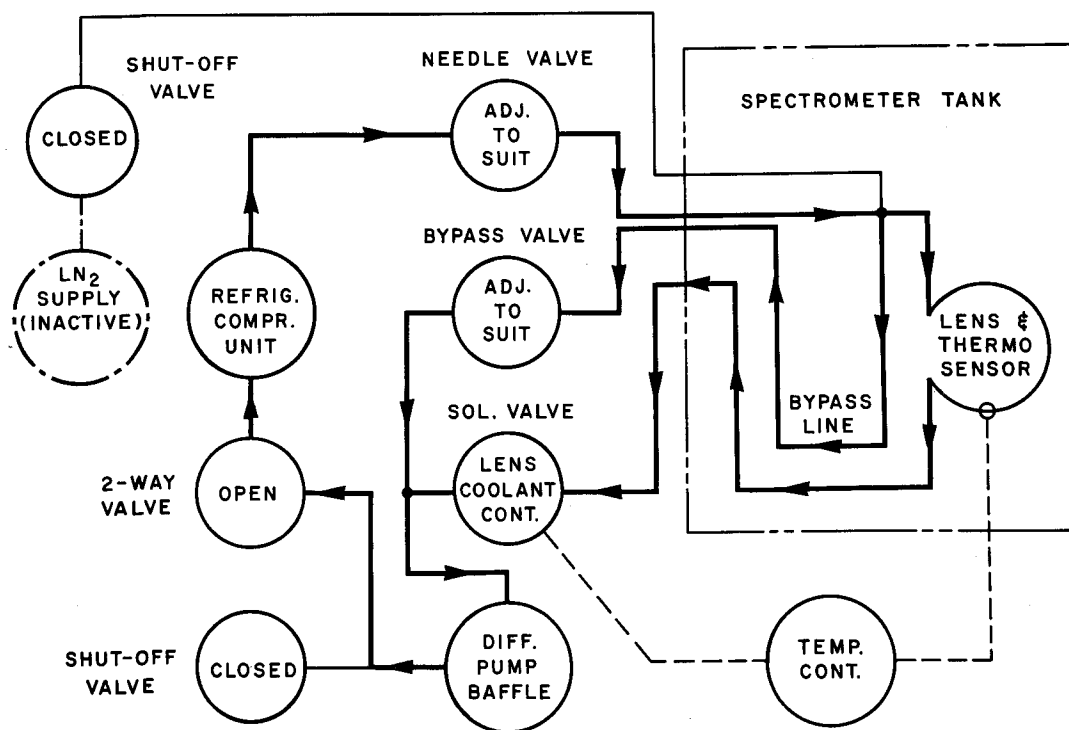 SHUT-OFF
VALVE
CLOSED
LN2
SUPPLY
(INACTIVE)
NEEDLE VALVE
ADJ.
TO
SUIT
SPECTROMETER TANK
BYPASS VALVE
ADJ.
TO
SUIT
REFRIG.
COMPR.
UNIT
LENS &
THERMO
SENSOR
BYPASS
LINE
SOL. VALVE
LENS
COOLANT
CONT.
2-WAY
VALVE
OPEN
SHUT-OFF
VALVE
CLOSED
DIFF.
PUMP
BAFFLE
TEMP.
CONT.